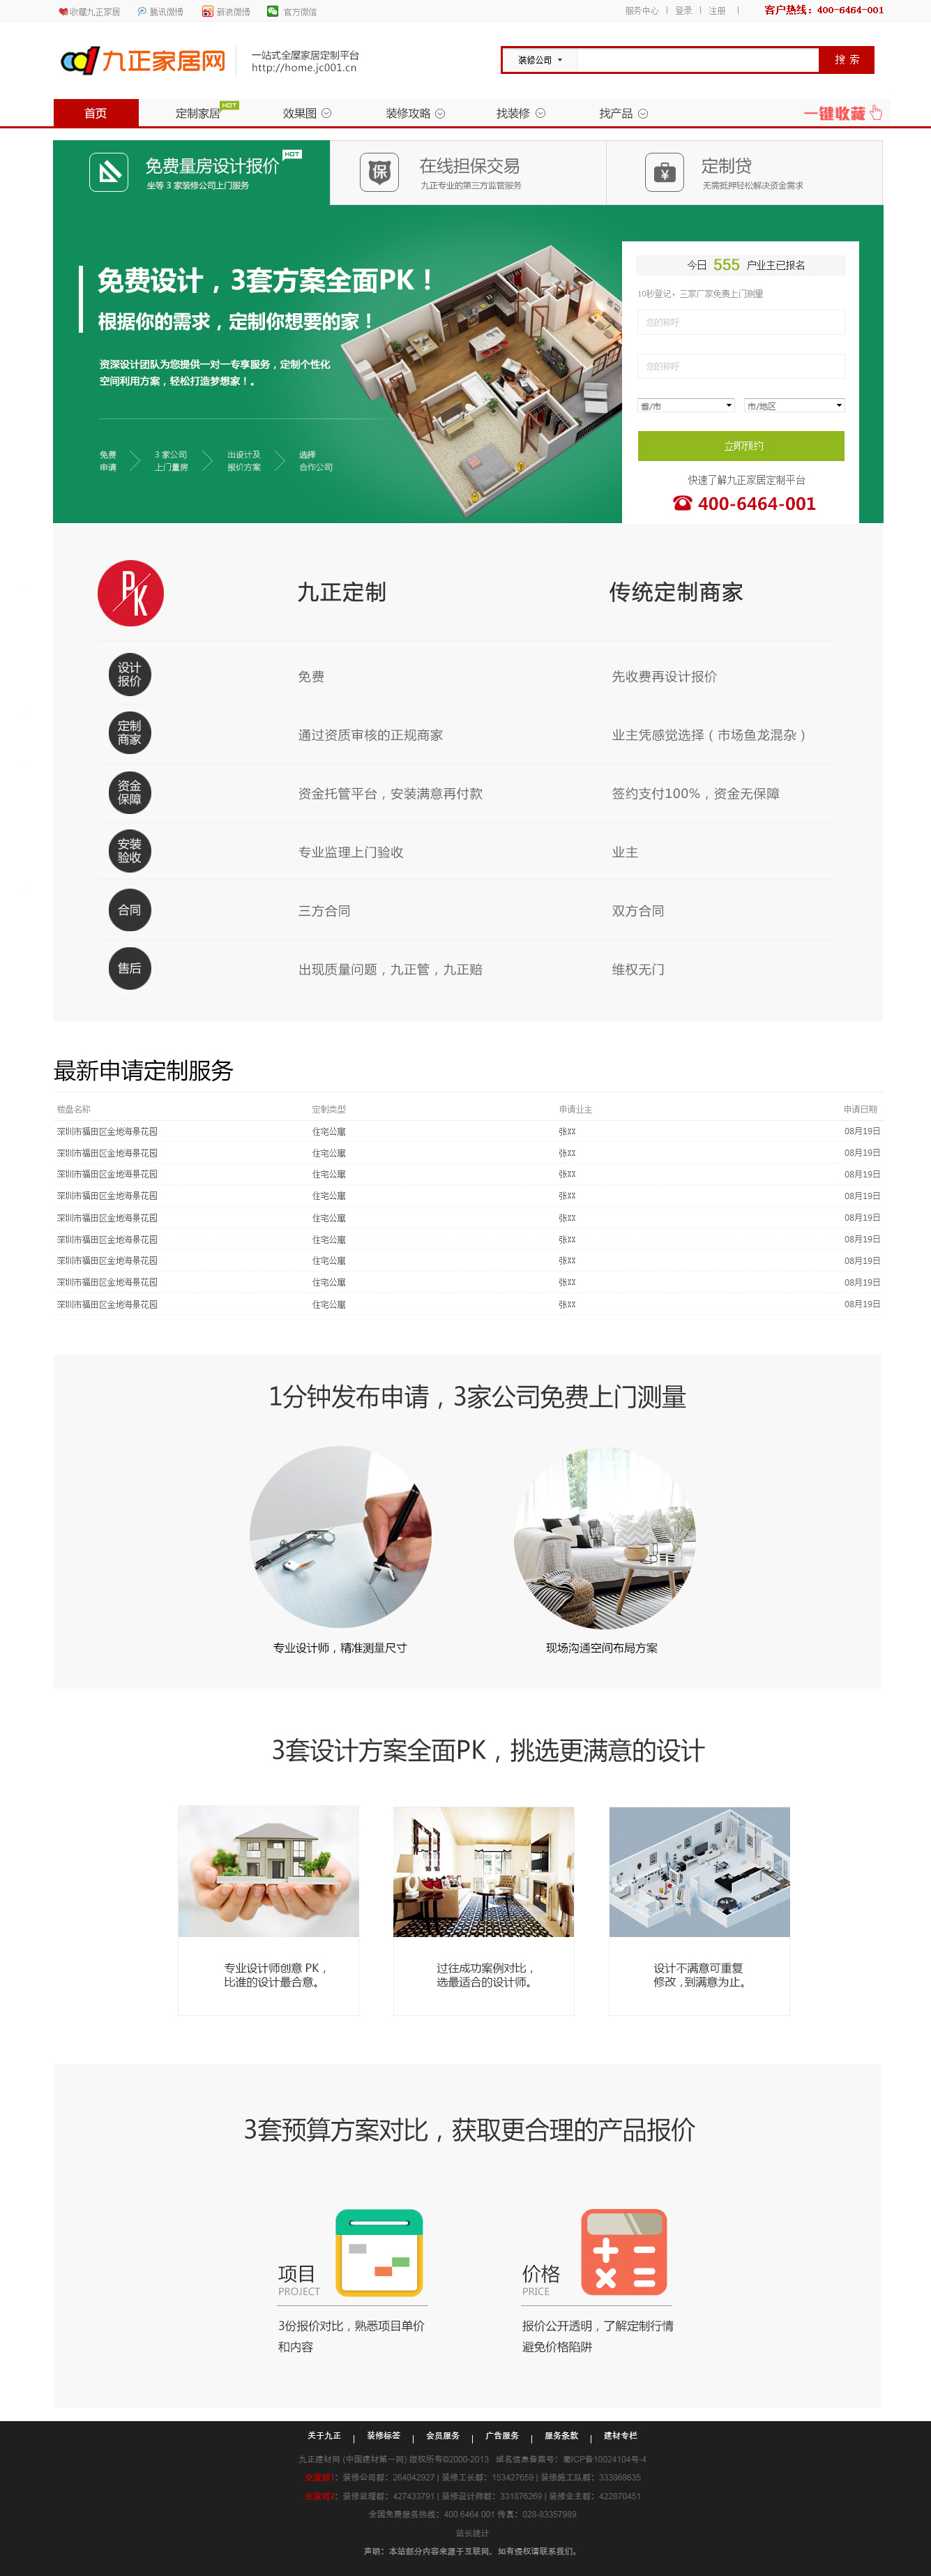 收藏九正家居 腾讯微博 新浪微博 官方微信 服务中心 | 登录 | 注册 | 客户热线：400-6464-001
九正家居网
一站式全屋家居定制平台
http://home.jc001.cn
装修公司 搜 索
首页 定制家居 HOT 效果图 装修攻略 找装修 找产品 一键收藏
免费量房设计报价 HOT
坐等 3 家装修公司上门服务
保
在线担保交易
九正专业的第三方监管服务
¥
定制贷
无需抵押轻松解决资金需求
免费设计，3套方案全面PK！
根据你的需求，定制你想要的家！
资深设计团队为您提供一对一专享服务，定制个性化
空间利用方案，轻松打造梦想家！。
免费
申请
3 家公司
上门量房
出设计及
报价方案
选择
合作公司
今日 555 户业主已报名
10秒登记，三家厂家免费上门测量
您的称呼
您的称呼
省/市 市/地区
立即预约
快速了解九正家居定制平台
400-6464-001
PK 九正定制 传统定制商家
设计
报价
免费 先收费再设计报价
定制
商家
通过资质审核的正规商家 业主凭感觉选择（市场鱼龙混杂）
资金
保障
资金托管平台，安装满意再付款 签约支付100%，资金无保障
安装
验收
专业监理上门验收 业主
合同 三方合同 双方合同
售后 出现质量问题，九正管，九正赔 维权无门
最新申请定制服务
楼盘名称 定制类型 申请业主 申请日期
深圳市福田区金地海景花园 住宅公寓 张XX 08月19日
深圳市福田区金地海景花园 住宅公寓 张XX 08月19日
深圳市福田区金地海景花园 住宅公寓 张XX 08月19日
深圳市福田区金地海景花园 住宅公寓 张XX 08月19日
深圳市福田区金地海景花园 住宅公寓 张XX 08月19日
深圳市福田区金地海景花园 住宅公寓 张XX 08月19日
深圳市福田区金地海景花园 住宅公寓 张XX 08月19日
深圳市福田区金地海景花园 住宅公寓 张XX 08月19日
深圳市福田区金地海景花园 住宅公寓 张XX 08月19日
1分钟发布申请，3家公司免费上门测量
专业设计师，精准测量尺寸 现场沟通空间布局方案
3套设计方案全面PK，挑选更满意的设计
专业设计师创意 PK，
比谁的设计最合意。
过往成功案例对比，
选最适合的设计师。
设计不满意可重复
修改，到满意为止。
3套预算方案对比，获取更合理的产品报价
项目
PROJECT
3份报价对比，熟悉项目单价
和内容
价格
PRICE
报价公开透明，了解定制行情
避免价格陷阱
关于九正 | 装修标签 | 会员服务 | 广告服务 | 服务条款 | 建材专栏
九正建材网 (中国建材第一网) 版权所有©2000-2013 域名信息备案号：蜀ICP备10024104号-4
交流群1：装修公司群：264042927 | 装修工长群：153427659 | 装修施工队群：333868635
交流群2：装修监理群：427433791 | 装修设计师群：331876269 | 装修业主群：422870451
全国免费服务热线：400 6464 001 传真：028-83357989
站长统计
声明：本站部分内容来源于互联网，如有侵权请联系我们。